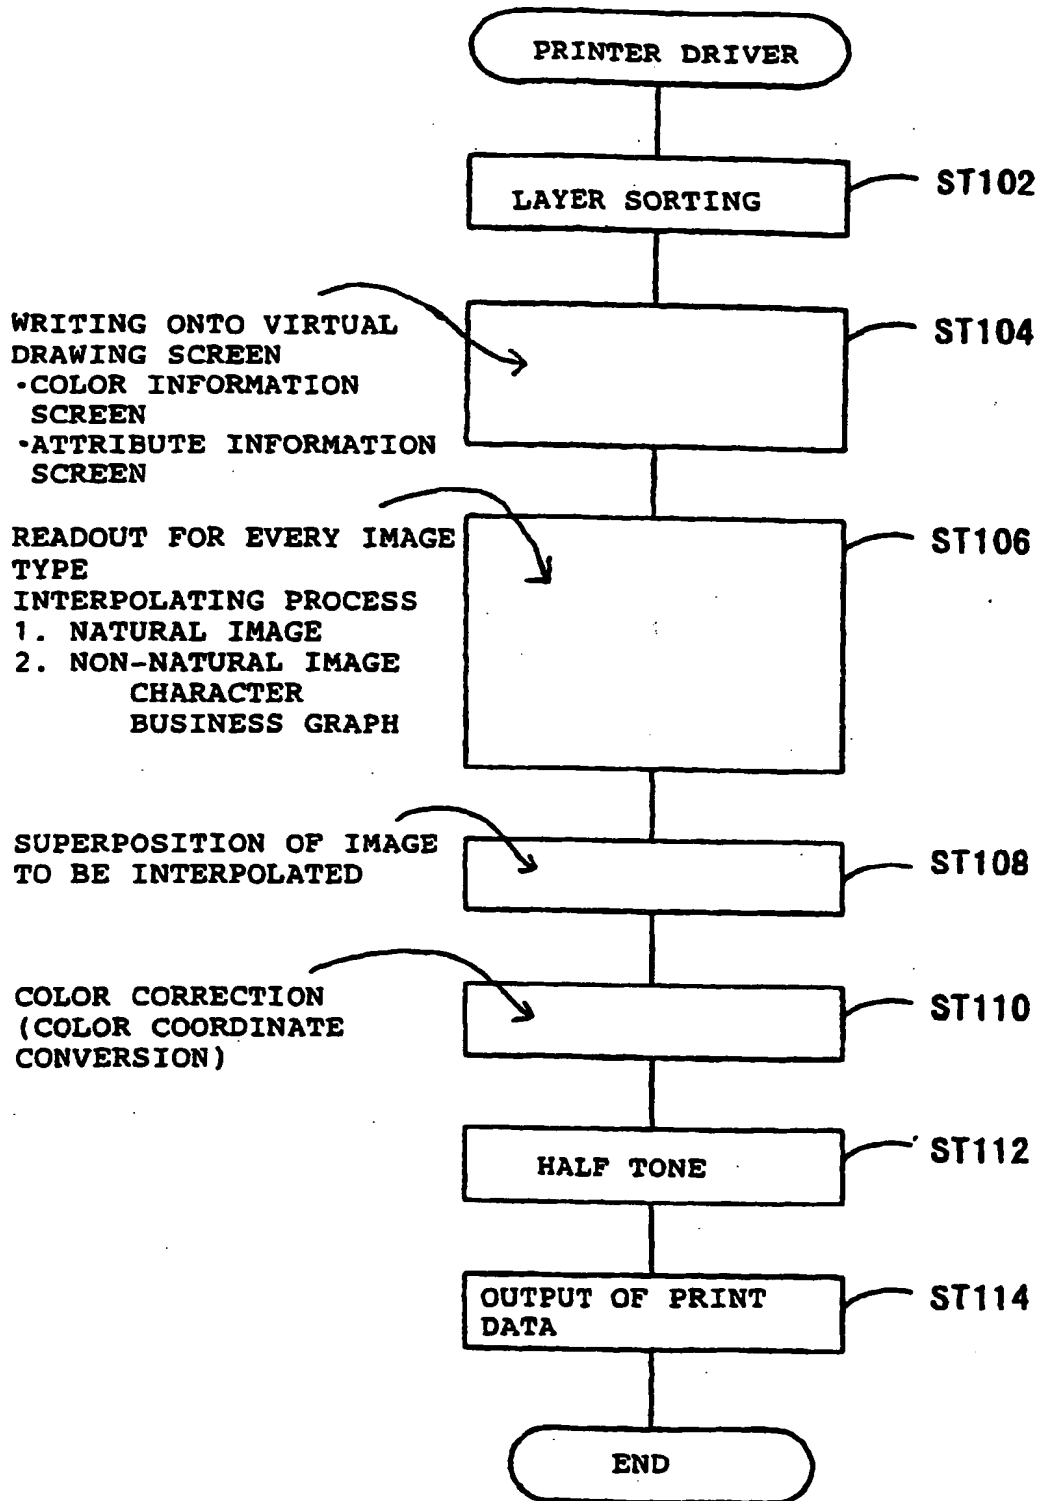 PRINTER DRIVER
LAYER SORTING
ST102
WRITING ONTO VIRTUAL
DRAWING SCREEN
•COLOR INFORMATION
SCREEN
•ATTRIBUTE INFORMATION
SCREEN
ST104
READOUT FOR EVERY IMAGE
TYPE
INTERPOLATING PROCESS
1. NATURAL IMAGE
2. NON-NATURAL IMAGE
CHARACTER
BUSINESS GRAPH
ST106
SUPERPOSITION OF IMAGE
TO BE INTERPOLATED
ST108
COLOR CORRECTION
(COLOR COORDINATE
CONVERSION)
ST110
HALF TONE
ST112
OUTPUT OF PRINT
DATA
ST114
END